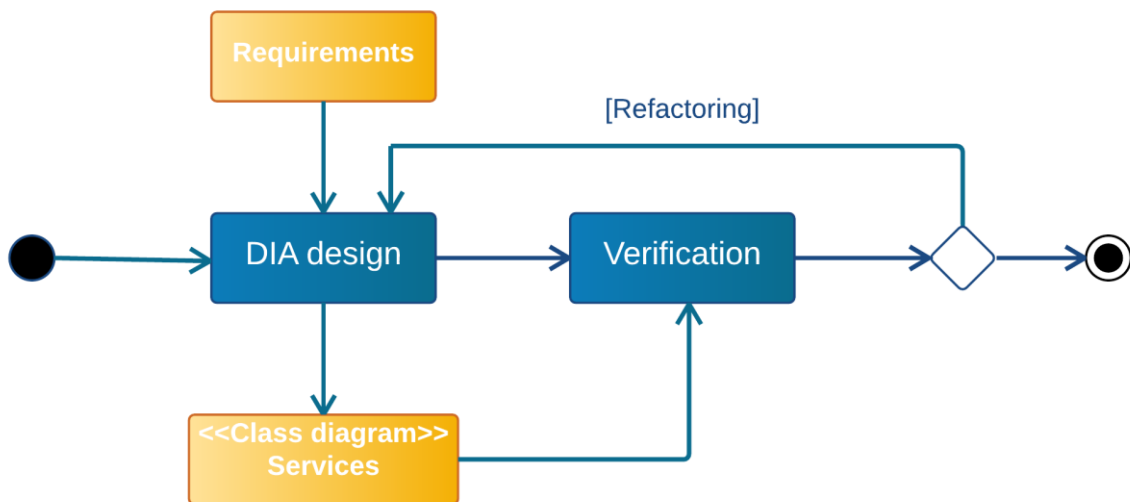 Requirements
[Refactoring]
DIA design
Verification
<<Class diagram>>
Services